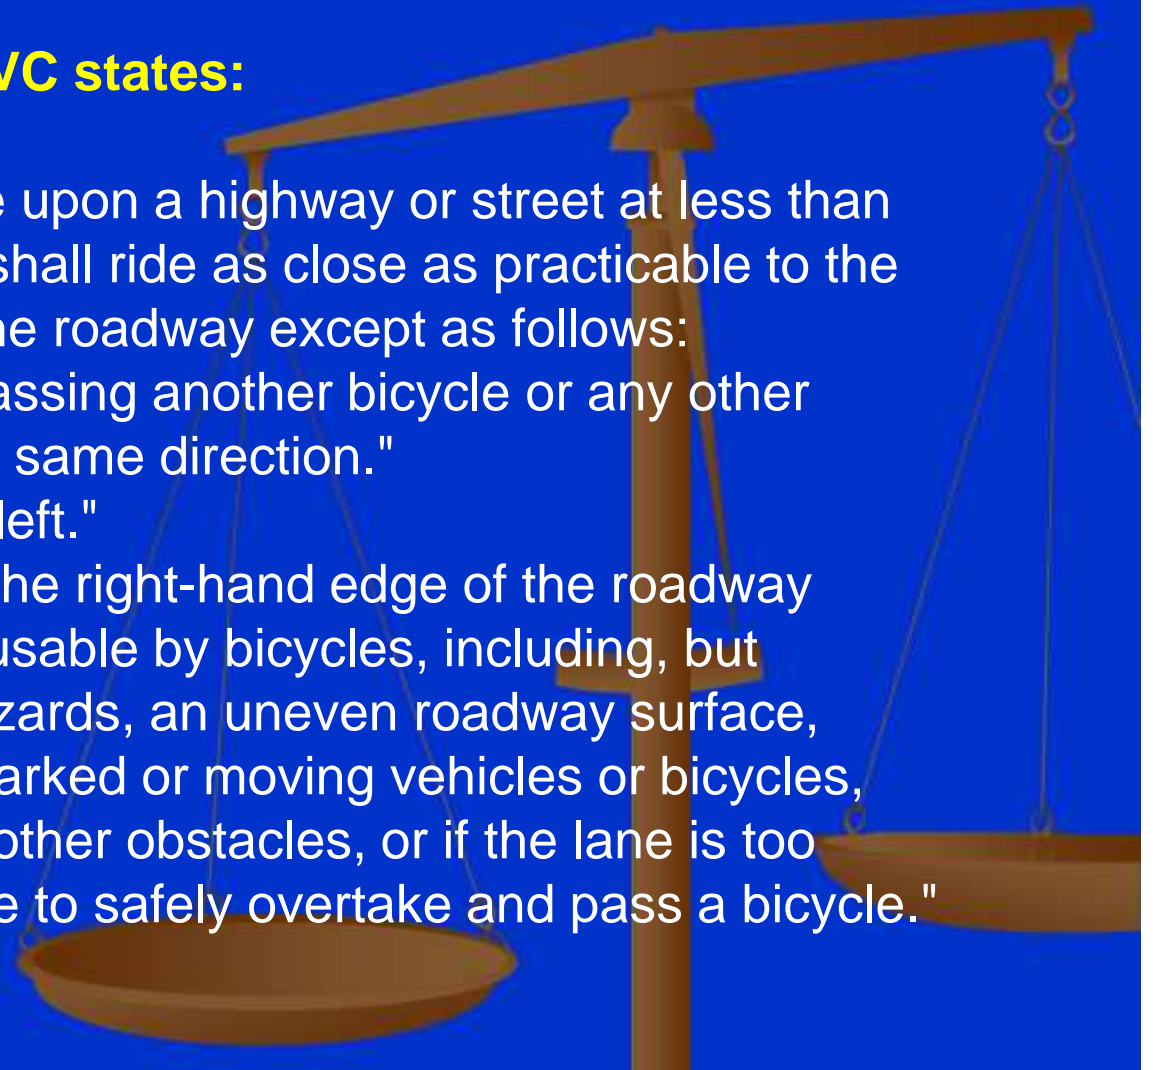 VC states:
e upon a highway or street at less than
shall ride as close as practicable to the
he roadway except as follows:
assing another bicycle or any other
same direction."
left."
the right-hand edge of the roadway
usable by bicycles, including, but
zards, an uneven roadway surface,
arked or moving vehicles or bicycles,
other obstacles, or if the lane is too
e to safely overtake and pass a bicycle."